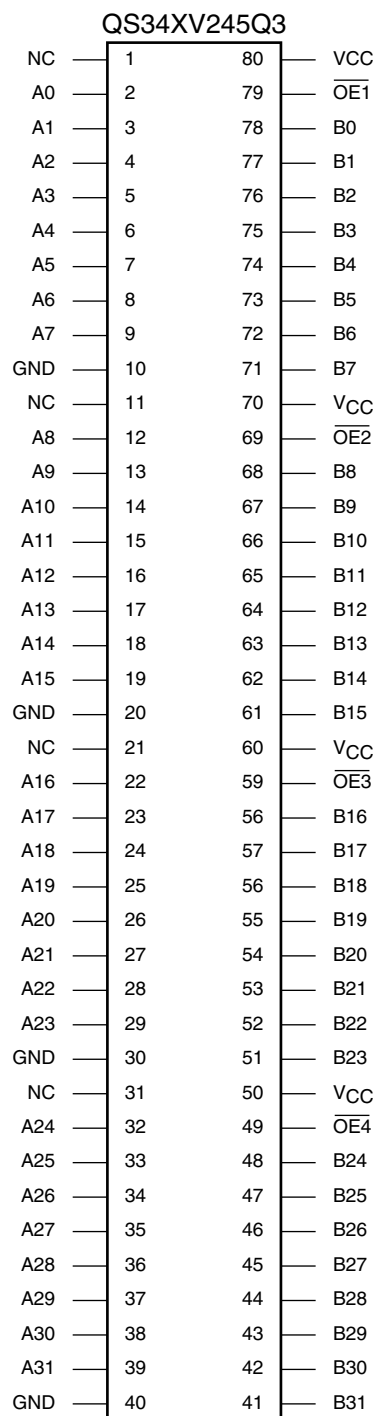 QS34XV245Q3
NC 1 80 VCC
A0 2 79 OE1
A1 3 78 B0
A2 4 77 B1
A3 5 76 B2
A4 6 75 B3
A5 7 74 B4
A6 8 73 B5
A7 9 72 B6
GND 10 71 B7
NC 11 70 VCC
A8 12 69 OE2
A9 13 68 B8
A10 14 67 B9
A11 15 66 B10
A12 16 65 B11
A13 17 64 B12
A14 18 63 B13
A15 19 62 B14
GND 20 61 B15
NC 21 60 VCC
A16 22 59 OE3
A17 23 56 B16
A18 24 57 B17
A19 25 56 B18
A20 26 55 B19
A21 27 54 B20
A22 28 53 B21
A23 29 52 B22
GND 30 51 B23
NC 31 50 VCC
A24 32 49 OE4
A25 33 48 B24
A26 34 47 B25
A27 35 46 B26
A28 36 45 B27
A29 37 44 B28
A30 38 43 B29
A31 39 42 B30
GND 40 41 B31